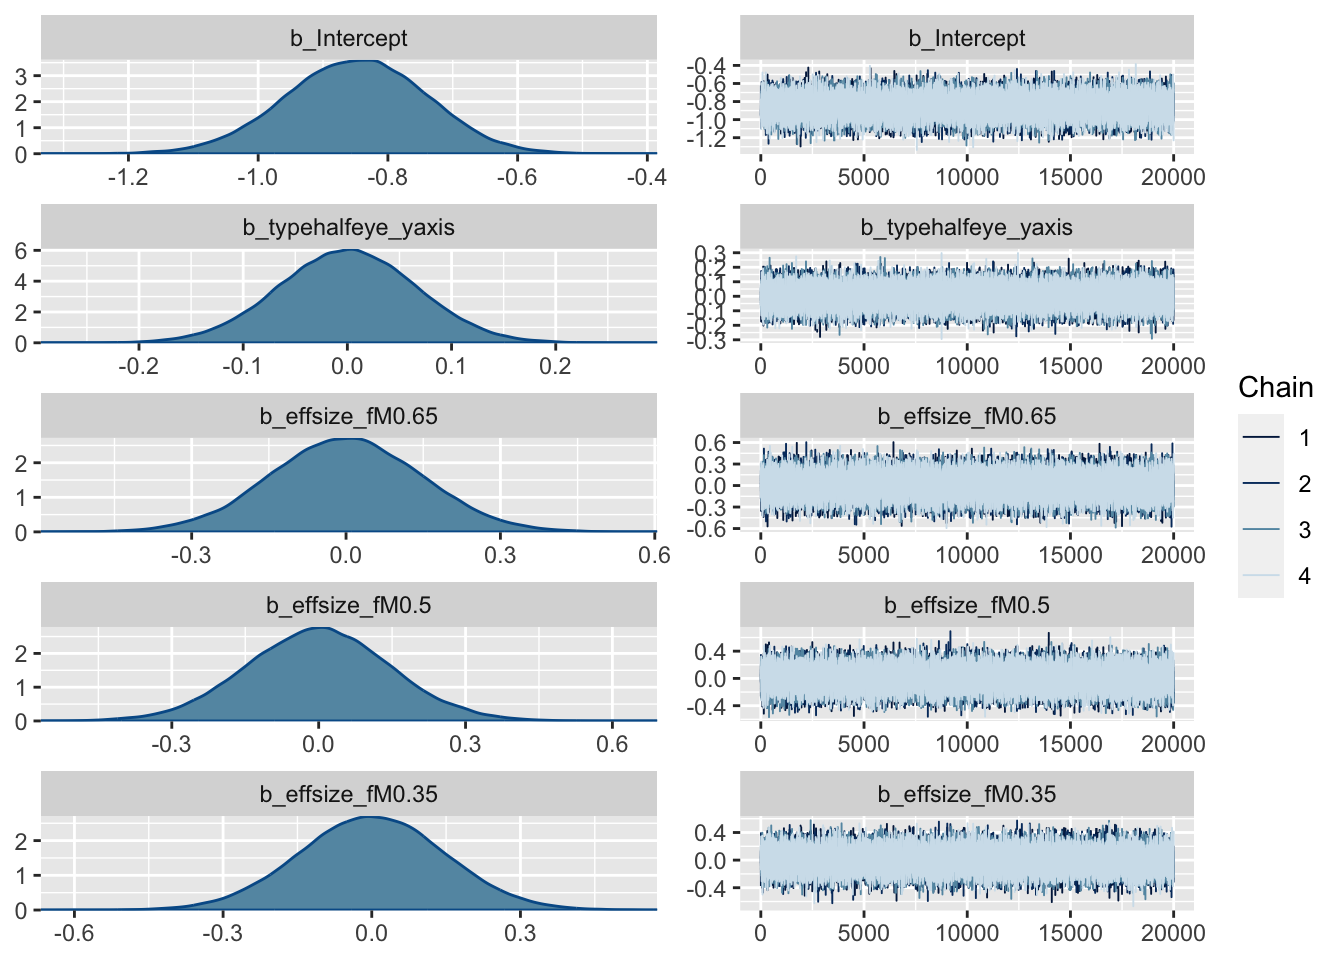 b_Intercept
3
2
1
0
-1.2 -1.0 -0.8 -0.6 -0.4
b_Intercept
-0.4
-0.6
-0.8
-1.0
-1.2
0 5000 10000 15000 20000
b_typehalfeye_yaxis
6
4
2
0
-0.2 -0.1 0.0 0.1 0.2
b_typehalfeye_yaxis
0.3
0.2
0.1
0.0
-0.1
-0.2
-0.3
0 5000 10000 15000 20000
b_effsize_fM0.65
2
1
0
-0.3 0.0 0.3 0.6
b_effsize_fM0.65
0.6
0.3
0.0
-0.3
-0.6
0 5000 10000 15000 20000
b_effsize_fM0.5
2
1
0
-0.3 0.0 0.3 0.6
b_effsize_fM0.5
0.4
0.0
-0.4
0 5000 10000 15000 20000
b_effsize_fM0.35
2
1
0
-0.6 -0.3 0.0 0.3
b_effsize_fM0.35
0.4
0.0
-0.4
0 5000 10000 15000 20000
Chain
1
2
3
4